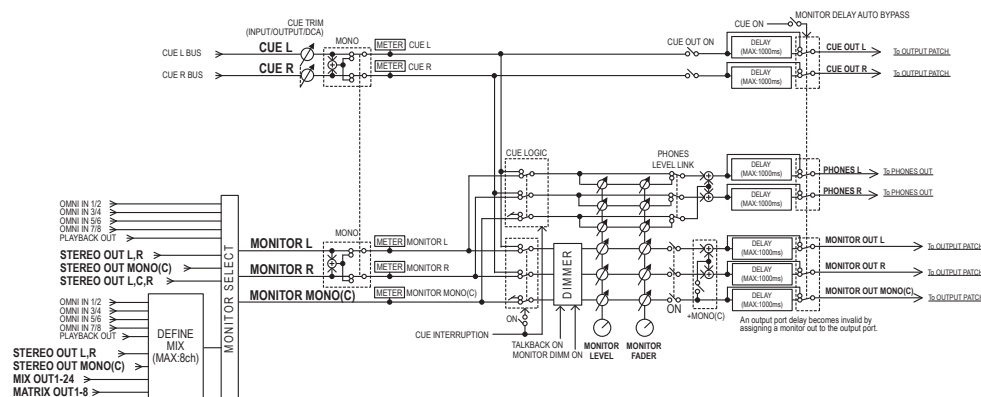 CUE TRIM
(INPUT/OUTPUT/DCA)
MONO
CUE ON
MONITOR DELAY AUTO BYPASS
CUE L BUS
CUE L
METER CUE L
CUE OUT ON
DELAY
(MAX:1000ms)
CUE OUT L
To OUTPUT PATCH
CUE R BUS
CUE R
METER CUE R
DELAY
(MAX:1000ms)
CUE OUT R
To OUTPUT PATCH
CUE LOGIC
PHONES
LEVEL LINK
DELAY
(MAX:1000ms)
PHONES L
To PHONES OUT
DELAY
(MAX:1000ms)
PHONES R
To PHONES OUT
OMNI IN 1/2
OMNI IN 3/4
OMNI IN 5/6
OMNI IN 7/8
PLAYBACK OUT
STEREO OUT L,R
STEREO OUT MONO(C)
STEREO OUT L,C,R
MONITOR SELECT
MONO
MONITOR L
METER MONITOR L
MONITOR R
METER MONITOR R
MONITOR MONO(C)
METER MONITOR MONO(C)
DIMMER
DELAY
(MAX:1000ms)
MONITOR OUT L
To OUTPUT PATCH
DELAY
(MAX:1000ms)
MONITOR OUT R
To OUTPUT PATCH
DELAY
(MAX:1000ms)
MONITOR OUT MONO(C)
To OUTPUT PATCH
ON
ON
+MONO(C)
An output port delay becomes invalid by
assigning a monitor out to the output port.
CUE INTERRUPTION
TALKBACK ON
MONITOR DIMM ON
MONITOR
LEVEL
MONITOR
FADER
OMNI IN 1/2
OMNI IN 3/4
OMNI IN 5/6
OMNI IN 7/8
PLAYBACK OUT
STEREO OUT L,R
STEREO OUT MONO(C)
MIX OUT1-24
MATRIX OUT1-8
DEFINE
MIX
(MAX:8ch)